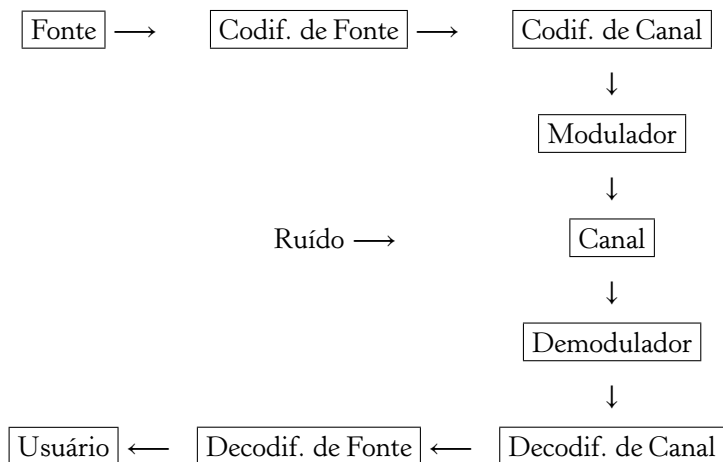 Fonte → Codif. de Fonte → Codif. de Canal
↓
Modulador
↓
Ruído → Canal
↓
Demodulador
↓
Usuário ← Decodif. de Fonte ← Decodif. de Canal